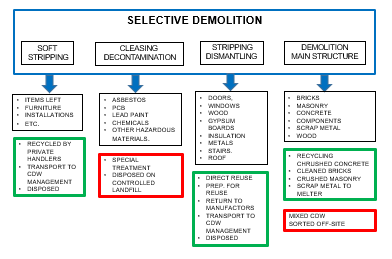 SELECTIVE DEMOLITION
SOFT
STRIPPING
• ITEMS LEFT
• FURNITURE
• INSTALLATIONS
• ETC.
• RECYCLED BY
PRIVATE
HANDLERS
• TRANSPORT TO
CDW
MANAGEMENT
• DISPOSED
CLEASING
DECONTAMINATION
• ASBESTOS
• PCB
• LEAD PAINT
• CHEMICALS
• OTHER HAZARDOUS
MATERIALS.
• SPECIAL
TREATMENT
• DISPOSED ON
CONTROLLED
LANDFILL.
STRIPPING
DISMANTLING
• DOORS,
WINDOWS
• WOOD
• GYPSUM
BOARDS
• INSULATION
• METALS
• STAIRS.
• ROOF
• DIRECT REUSE
• PREP. FOR
REUSE
• RETURN TO
MANUFACTORS
• TRANSPORT TO
CDW
MANAGEMENT
• DISPOSED
DEMOLITION
MAIN STRUCTURE
• BRICKS
• MASONRY
• CONCRETE
• COMPONENTS
• SCRAP METAL
• WOOD
• RECYCLING
CHRUSHED CONCRETE
• CLEANED BRICKS
• CRUSHED MASONRY
• SCRAP METAL TO
MELTER
MIXED CDW
SORTED OFF-SITE